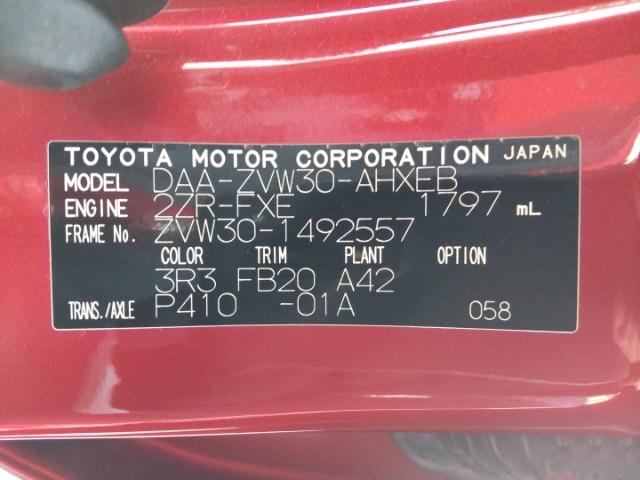 TOYOTA MOTOR CORPORATION JAPAN
MODEL DAA-ZVW30-AHXEB
ENGINE 2ZR-FXE 1797 mL
FRAME No. ZVW30-1492557
COLOR TRIM PLANT OPTION
3R3 FB20 A42
TRANS./AXLE P410 -01A 058